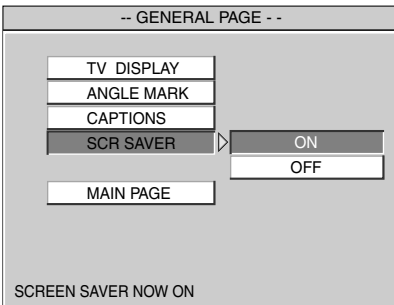 -- GENERAL PAGE - -
TV DISPLAY
ANGLE MARK
CAPTIONS
SCR SAVER
ON
OFF
MAIN PAGE
SCREEN SAVER NOW ON